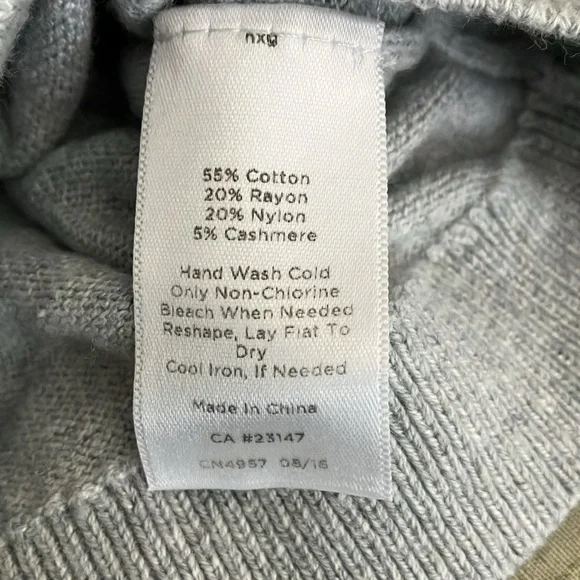 55% Cotton
20% Rayon
20% Nylon
5% Cashmere
Hand Wash Cold
Only Non-Chlorine
Bleach When Needed
Reshape, Lay Flat To
Dry
Cool Iron, If Needed
Made In China
CA #23147
CN4957 08/16